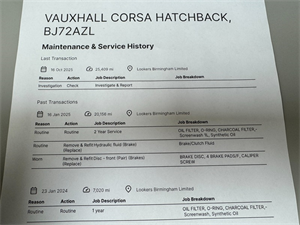 VAUXHALL CORSA HATCHBACK,
BJ72AZL
Maintenance & Service History
Last Transaction
16 Oct 2025 25,409 mi Lookers Birmingham Limited
Reason Action Job Description Job Breakdown
Investigation Check Investigate & Report
Past Transactions
16 Jan 2025 20,156 mi Lookers Birmingham Limited.
Reason Action Job Description Job Breakdown
Routine Routine 2 Year Service OIL FILTER, O-RING, CHARCOAL FILTER,-
Screenwash 1L, Synthetic Oil
Routine Remove & Refit Hydraulic fluid (Brake) Brake/Clutch Fluid
(Replace)
Worn Remove & Refit Disc - front (Pair) (Brakes) BRAKE DISC, 4 BRAKE PADS/F, CALIPER
(Replace) SCREW
23 Jan 2024 7,020 mi Lookers Birmingham Limited
Reason Action Job Description Job Breakdown
Routine Routine 1 year OIL FILTER, O-RING, CHARCOAL FILTER,-
Screenwash, Synthetic Oil